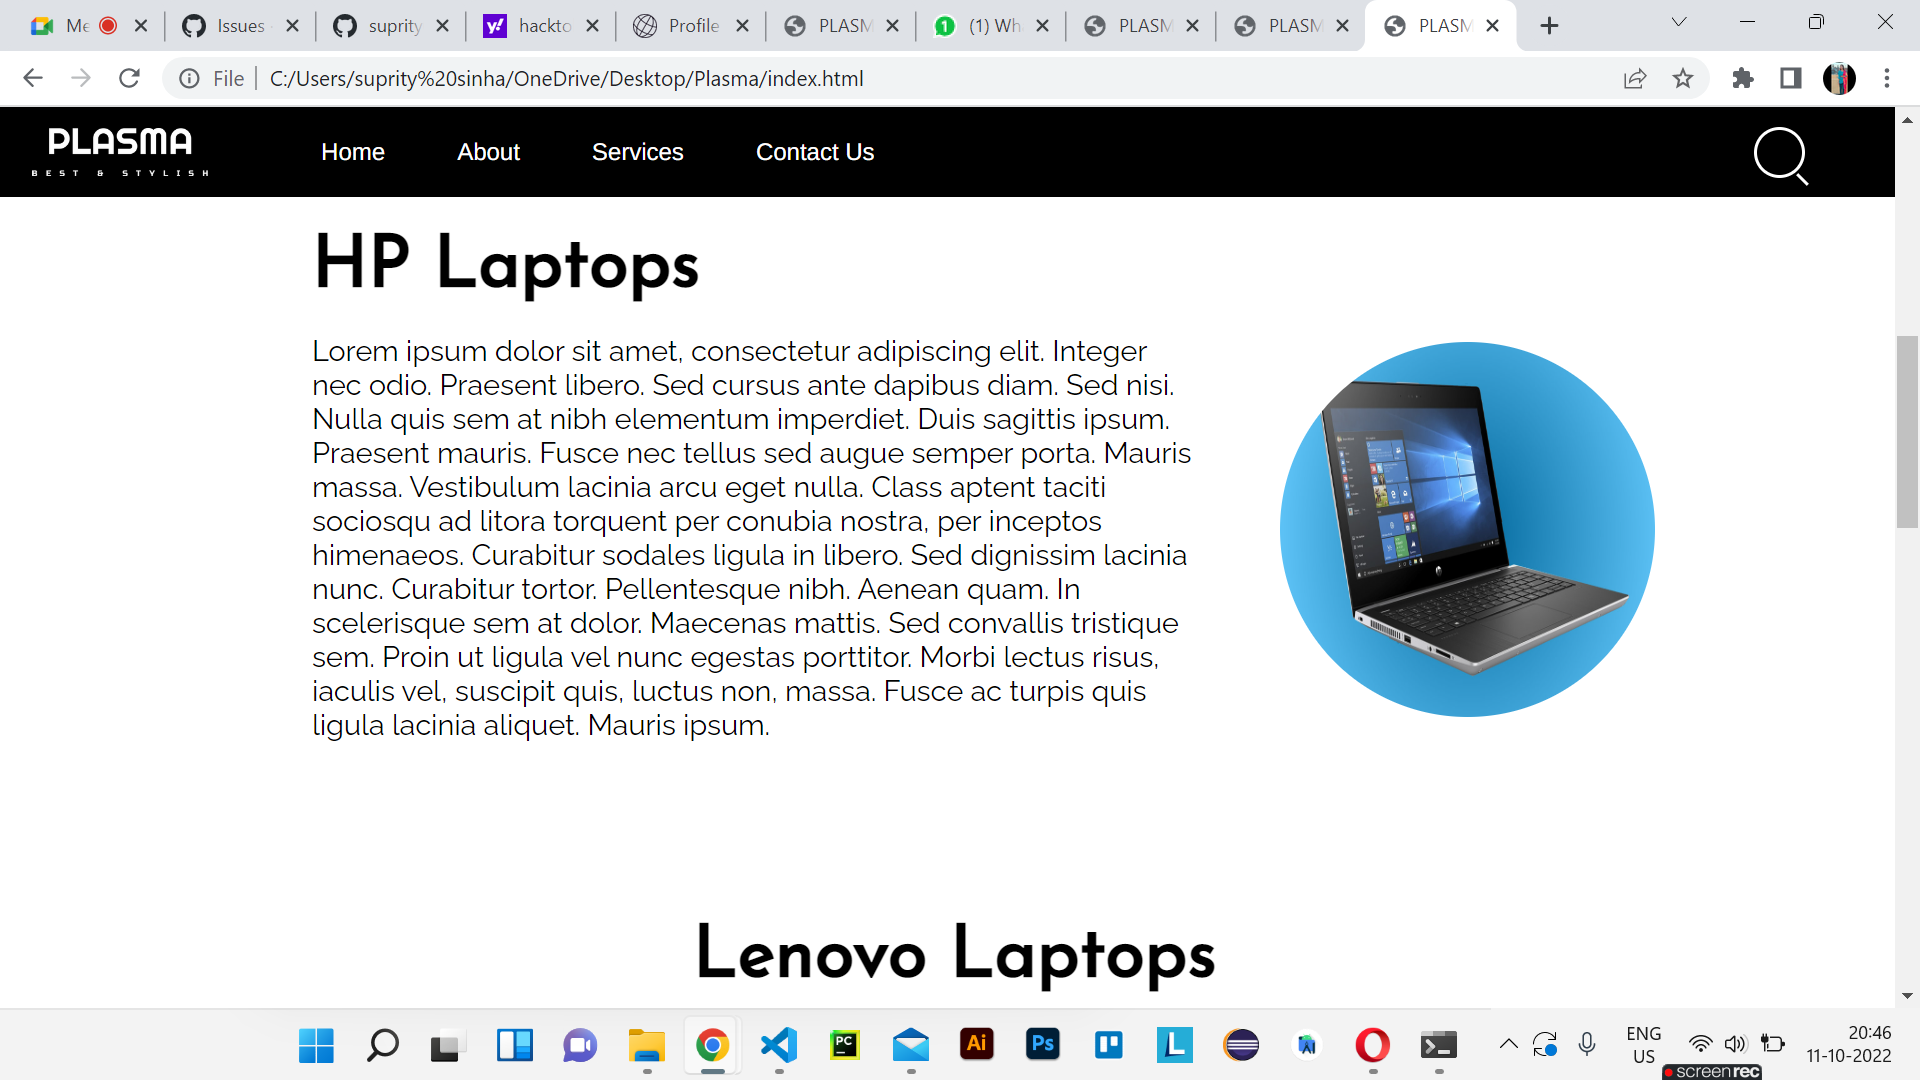 Me
Issues
suprity
hackto
Profile
PLASM
(1) Wh
PLASM
PLASM
PLASM
File
C:/Users/suprity%20sinha/OneDrive/Desktop/Plasma/index.html
PLASMA
BEST & STYLISH
Home
About
Services
Contact Us
HP Laptops
Lorem ipsum dolor sit amet, consectetur adipiscing elit. Integer
nec odio. Praesent libero. Sed cursus ante dapibus diam. Sed nisi.
Nulla quis sem at nibh elementum imperdiet. Duis sagittis ipsum.
Praesent mauris. Fusce nec tellus sed augue semper porta. Mauris
massa. Vestibulum lacinia arcu eget nulla. Class aptent taciti
sociosqu ad litora torquent per conubia nostra, per inceptos
himenaeos. Curabitur sodales ligula in libero. Sed dignissim lacinia
nunc. Curabitur tortor. Pellentesque nibh. Aenean quam. In
scelerisque sem at dolor. Maecenas mattis. Sed convallis tristique
sem. Proin ut ligula vel nunc egestas porttitor. Morbi lectus risus,
iaculis vel, suscipit quis, luctus non, massa. Fusce ac turpis quis
ligula lacinia aliquet. Mauris ipsum.
Lenovo Laptops
ENG
US
20:46
11-10-2022
screenrec